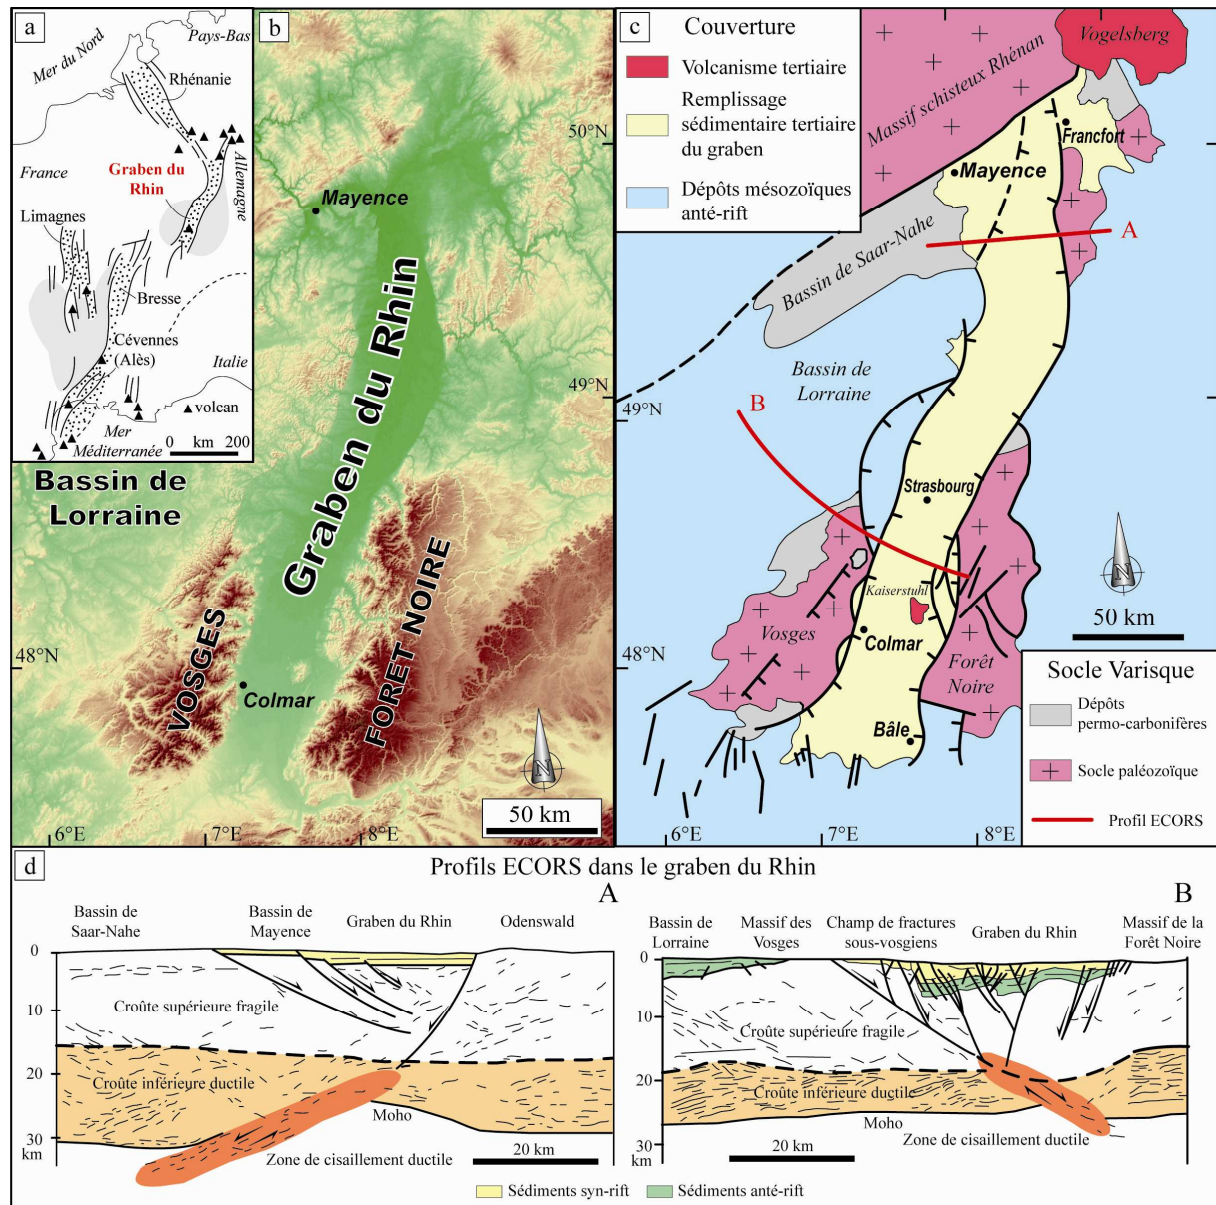 a
Mer du Nord
Pays-Bas
Rhénanie
France
Graben du
Rhin
Allemagne
Limagnes
Bresse
Cévennes
(Alès)
Italie
volcan
Mer
Méditerranée
0 km 200
b
50°N
Mayence
Graben du Rhin
49°N
Bassin de
Lorraine
VOSGES
FORET NOIRE
48°N
Colmar
N
50 km
6°E
7°E
8°E
c
Couverture
Volcanisme tertiaire
Remplissage
sédimentaire tertiaire
du graben
Dépôts mésozoïques
anté-rift
Massif schisteux Rhénan
Vogelsberg
Francfort
Mayence
A
Bassin de Saar-Nahe
Bassin de
Lorraine
49°N
B
Strasbourg
Kaiserstuhl
Vosges
Colmar
Forêt
Noire
48°N
Bâle
N
50 km
Socle Varisque
Dépôts
permo-carbonifères
Socle paléozoïque
Profil ECORS
6°E
7°E
8°E
d
Profils ECORS dans le graben du Rhin
A
Bassin de
Saar-Nahe
Bassin de
Mayence
Graben du Rhin
Odenswald
0
10
20
30
km
Croûte supérieure fragile
Croûte inférieure ductile
Moho
Zone de cisaillement ductile
20 km
B
Bassin de
Lorraine
Massif des
Vosges
Champ de fractures
sous-vosgiens
Graben du Rhin
Massif de la
Forêt Noire
0
10
20
30
km
Croûte supérieure fragile
Croûte inférieure ductile
Moho
Zone de cisaillement ductile
20 km
Sédiments syn-rift
Sédiments anté-rift